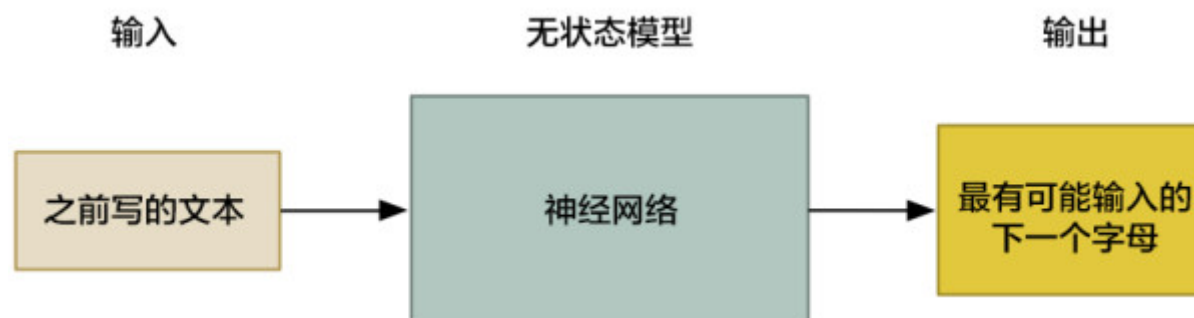 输入
无状态模型
输出
之前写的文本
神经网络
最有可能输入的
下一个字母